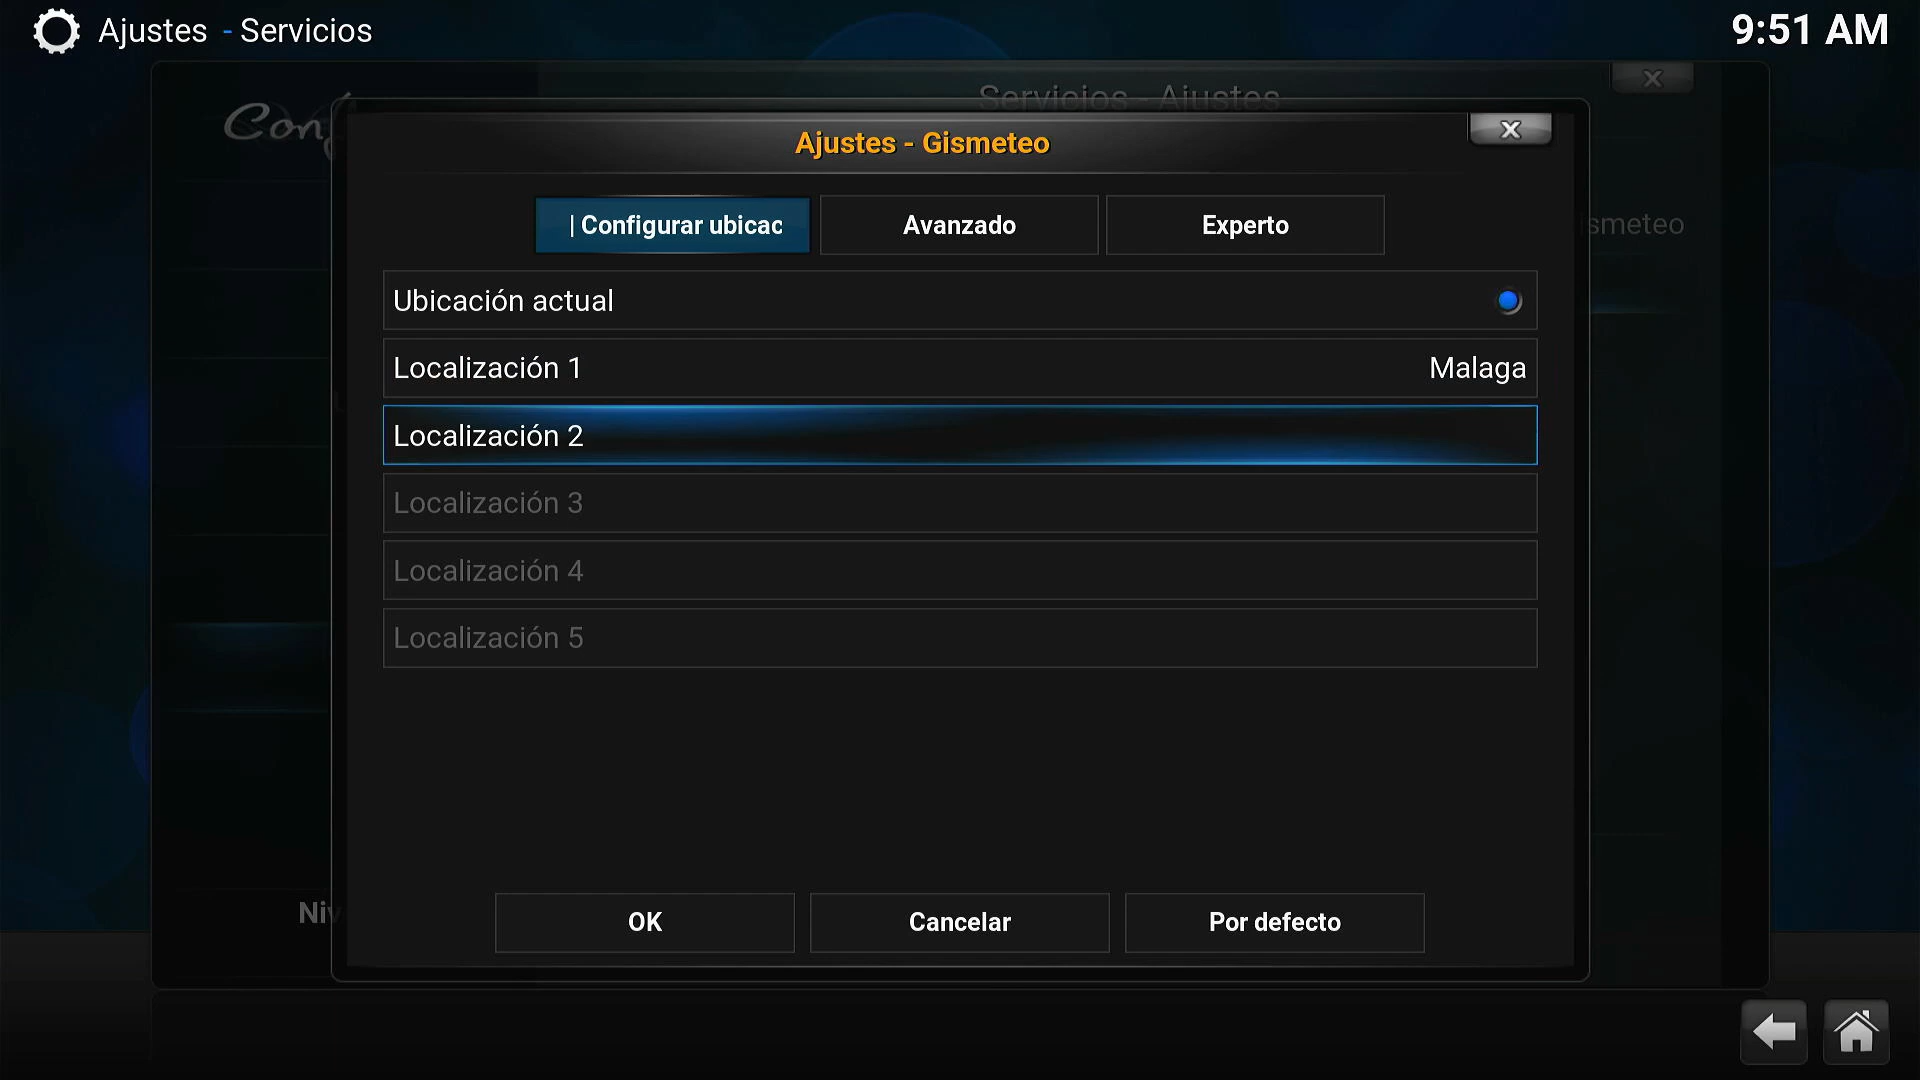 Ajustes - Servicios
9:51 AM
Servicios - Ajustes
Ajustes - Gismeteo
| Configurar ubicac
Avanzado
Experto
Ubicación actual
Localización 1
Malaga
Localización 2
Localización 3
Localización 4
Localización 5
OK
Cancelar
Por defecto